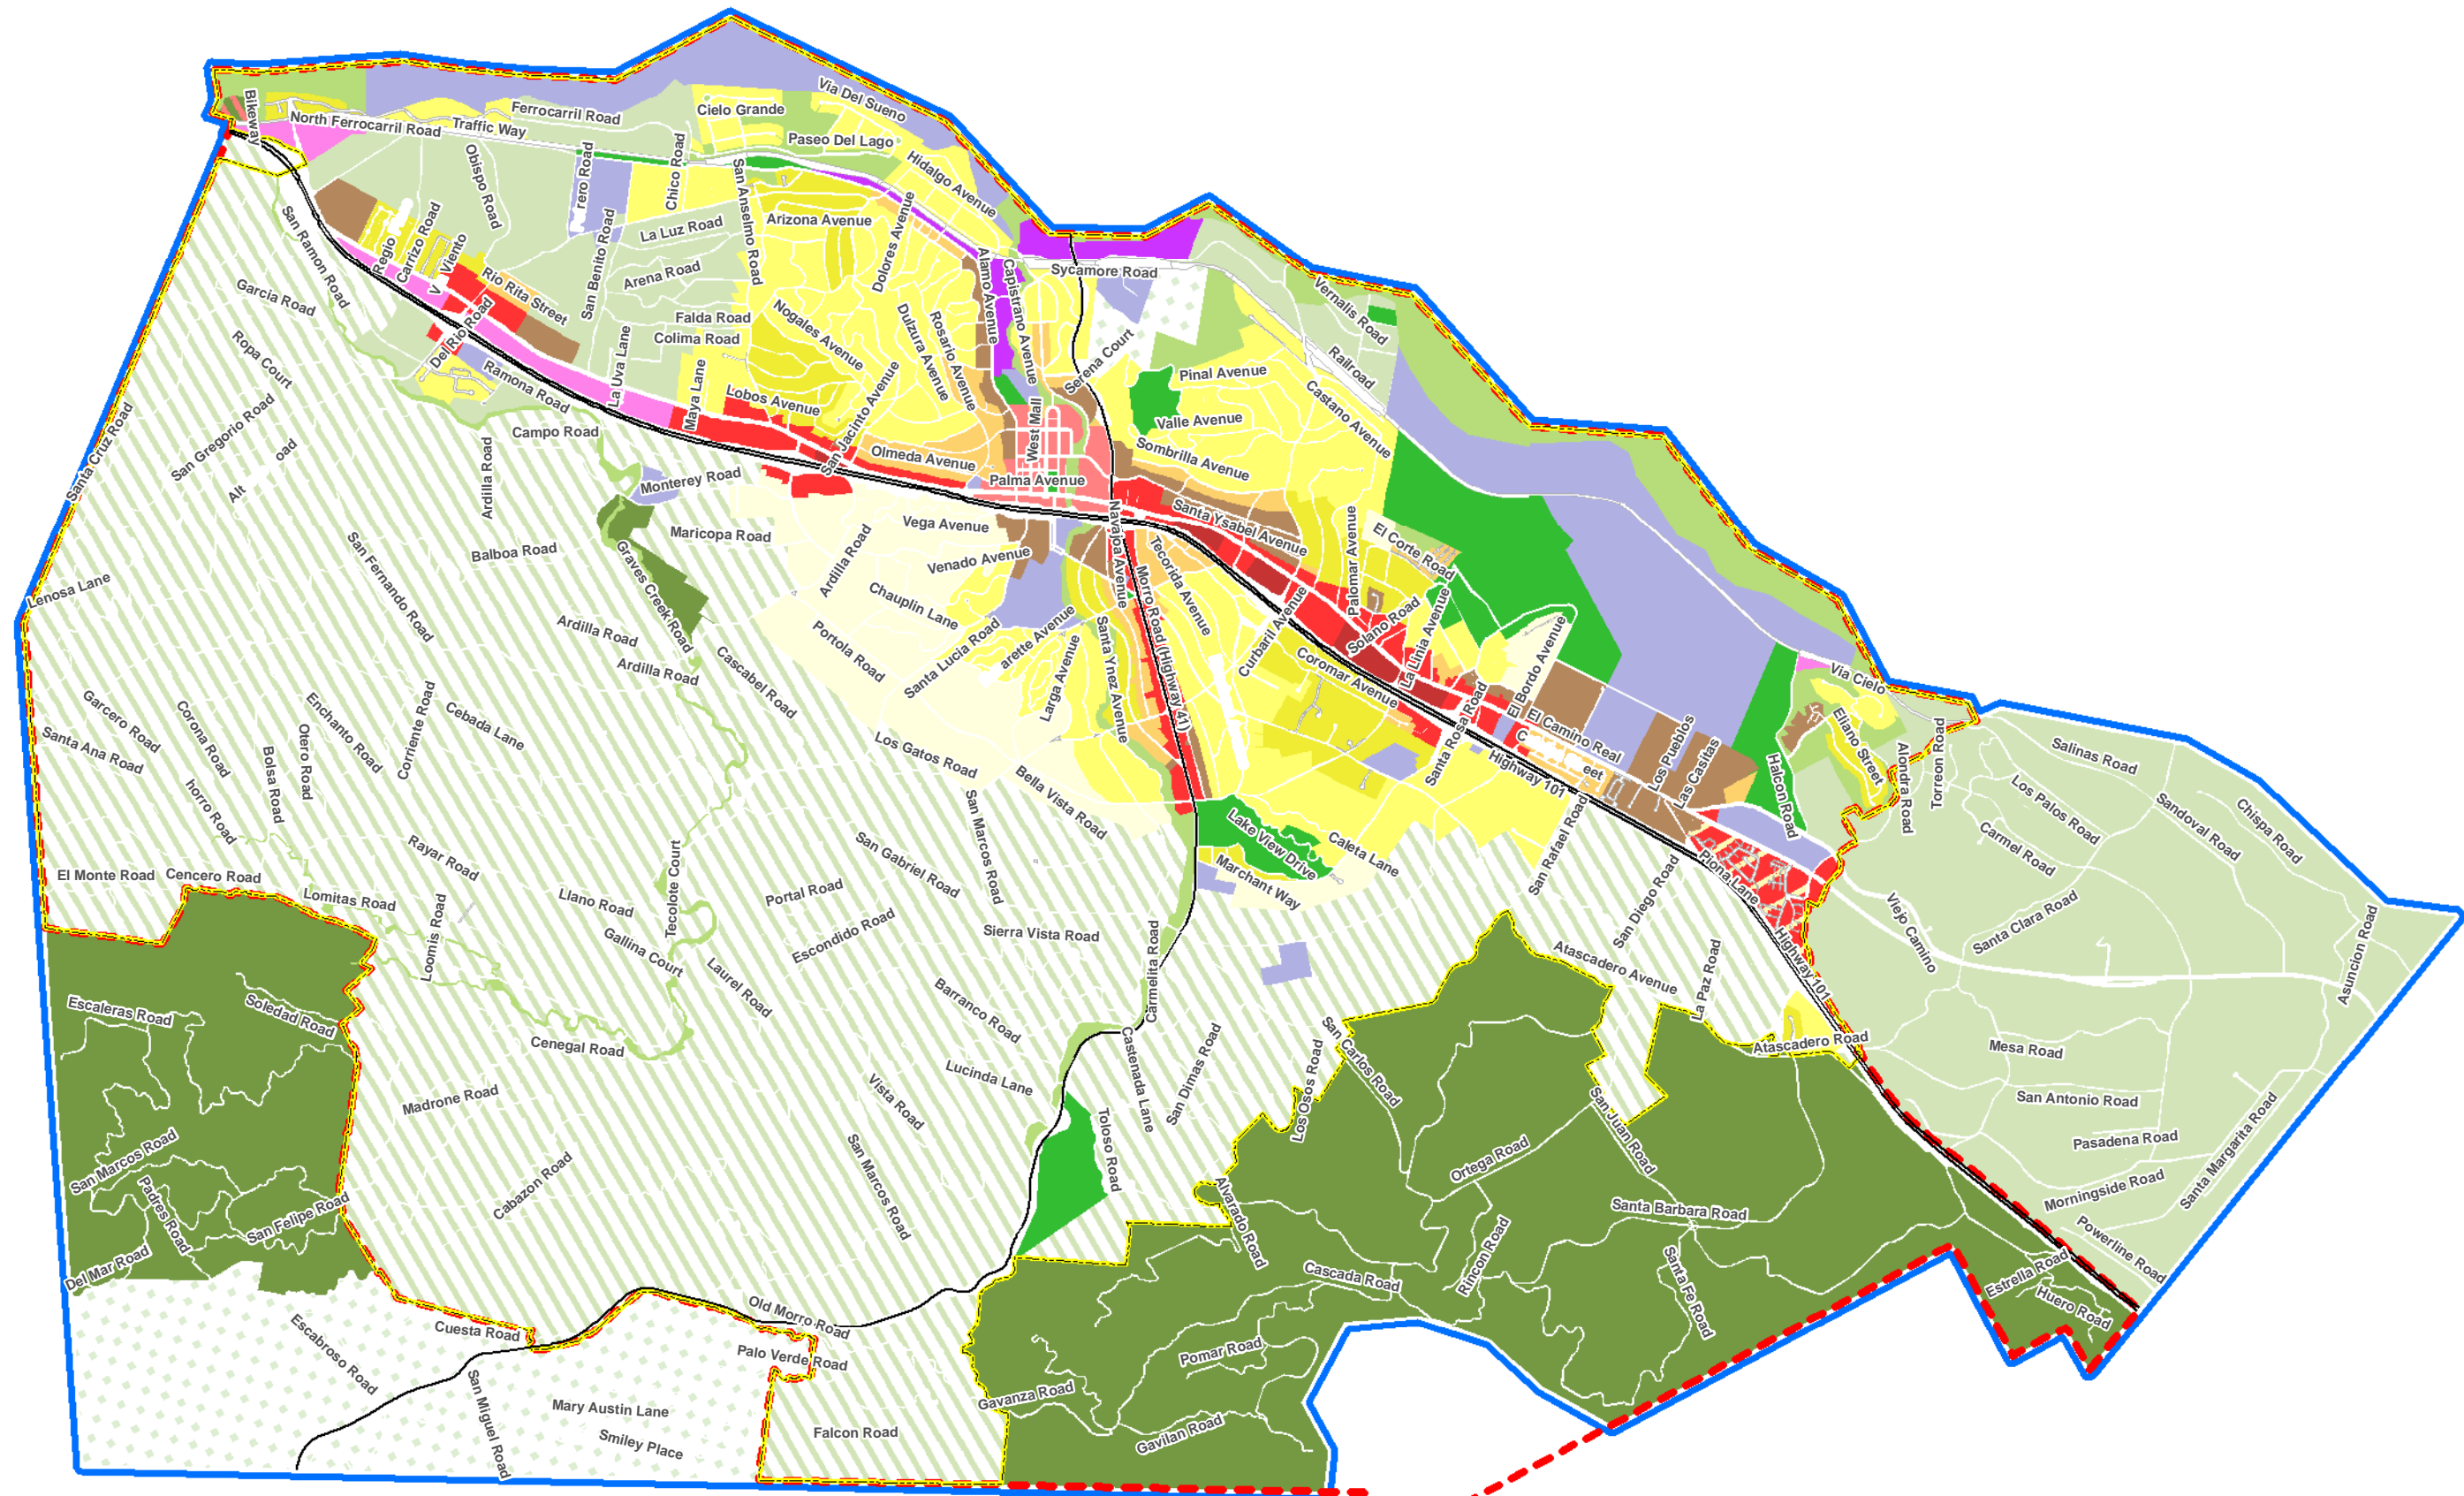 Via Del Sueno
Bikeway
Ferrocarril Road
Cielo Grande
North Ferrocarril Road
Traffic Way
Paseo Del Lago
Obispo Road
rero Road
Chico Road
San Anselmo Road
Hidalgo Avenue
San Ramon Road
Regio
Carrizo Road
V
Viento
La Luz Road
Arizona Avenue
Dolores Avenue
San Benito Road
Garcia Road
Rio Rita Street
Arena Road
Alamo Avenue
Capistrano Avenue
Sycamore Road
Vernalis Road
Ropa Court
Del Rio Road
Falda Road
Colima Road
Nogales Avenue
Dulzura Avenue
Rosario Avenue
Serena Court
Railroad
Ramona Road
La Uva Lane
Maya Lane
Lobos Avenue
San Jacinto Avenue
Pinal Avenue
Castano Avenue
Santa Cruz Road
San Gregorio Road
Alt
oad
Ardilla Road
Campo Road
Monterey Road
Olmeda Avenue
West Mall
Palma Avenue
Valle Avenue
Sombrilla Avenue
Lenosa Lane
San Fernando Road
Balboa Road
Maricopa Road
Graves Creek Road
Ardilla Road
Vega Avenue
Venado Avenue
Navajoa Avenue
Santa Ysabel Avenue
Palomar Avenue
El Corte Road
Ardilla Road
Ardilla Road
Chauplin Lane
Portola Road
Santa Lucia Road
arette Avenue
Larga Avenue
Santa Ynez Avenue
Morro Road (Highway 41)
Tecorida Avenue
Curbaril Avenue
Solano Road
La Linia Avenue
Coromar Avenue
El Bordo Avenue
Via Cielo
Garcero Road
Santa Ana Road
Corona Road
horro Road
Bolsa Road
Otero Road
Enchanto Road
Corriente Road
Cebada Lane
Cascabel Road
Los Gatos Road
Bella Vista Road
Santa Rosa Road
Highway 101
C
eet
El Camino Real
Los Pueblos
Las Casitas
Halcon Road
Eliano Street
Alondra Road
Torreon Road
Salinas Road
Los Palos Road
Sandoval Road
Chispa Road
Carmel Road
El Monte Road
Cencero Road
Lomitas Road
Rayar Road
Loomis Road
Llano Road
Gallina Court
Tecolote Court
Laurel Road
Portal Road
San Gabriel Road
Escondido Road
San Marcos Road
Sierra Vista Road
Carmelita Road
Lake View Drive
Marchant Way
Caleta Lane
San Rafael Road
San Diego Road
Piona Lane
Atascadero Avenue
La Paz Road
Highway 101
Viejo Camino
Santa Clara Road
Asuncion Road
Escaleras Road
Soledad Road
Cenegal Road
Barranco Road
Madrone Road
Vista Road
Lucinda Lane
Castenada Lane
San Dimas Road
Toloso Road
Los Osos Road
San Carlos Road
Atascadero Road
Mesa Road
San Antonio Road
Pasadena Road
Morningside Road
Santa Margarita Road
Powerline Road
San Marcos Road
Padres Road
San Felipe Road
Del Mar Road
Cabazon Road
San Marcos Road
Alvarado Road
Ortega Road
San Juan Road
Santa Barbara Road
Rincon Road
Cascada Road
Santa Fe Road
Estrella Road
Huero Road
Escabroso Road
Cuesta Road
Old Morro Road
Palo Verde Road
San Miguel Road
Mary Austin Lane
Smiley Place
Falcon Road
Gavanza Road
Pomar Road
Gavilan Road